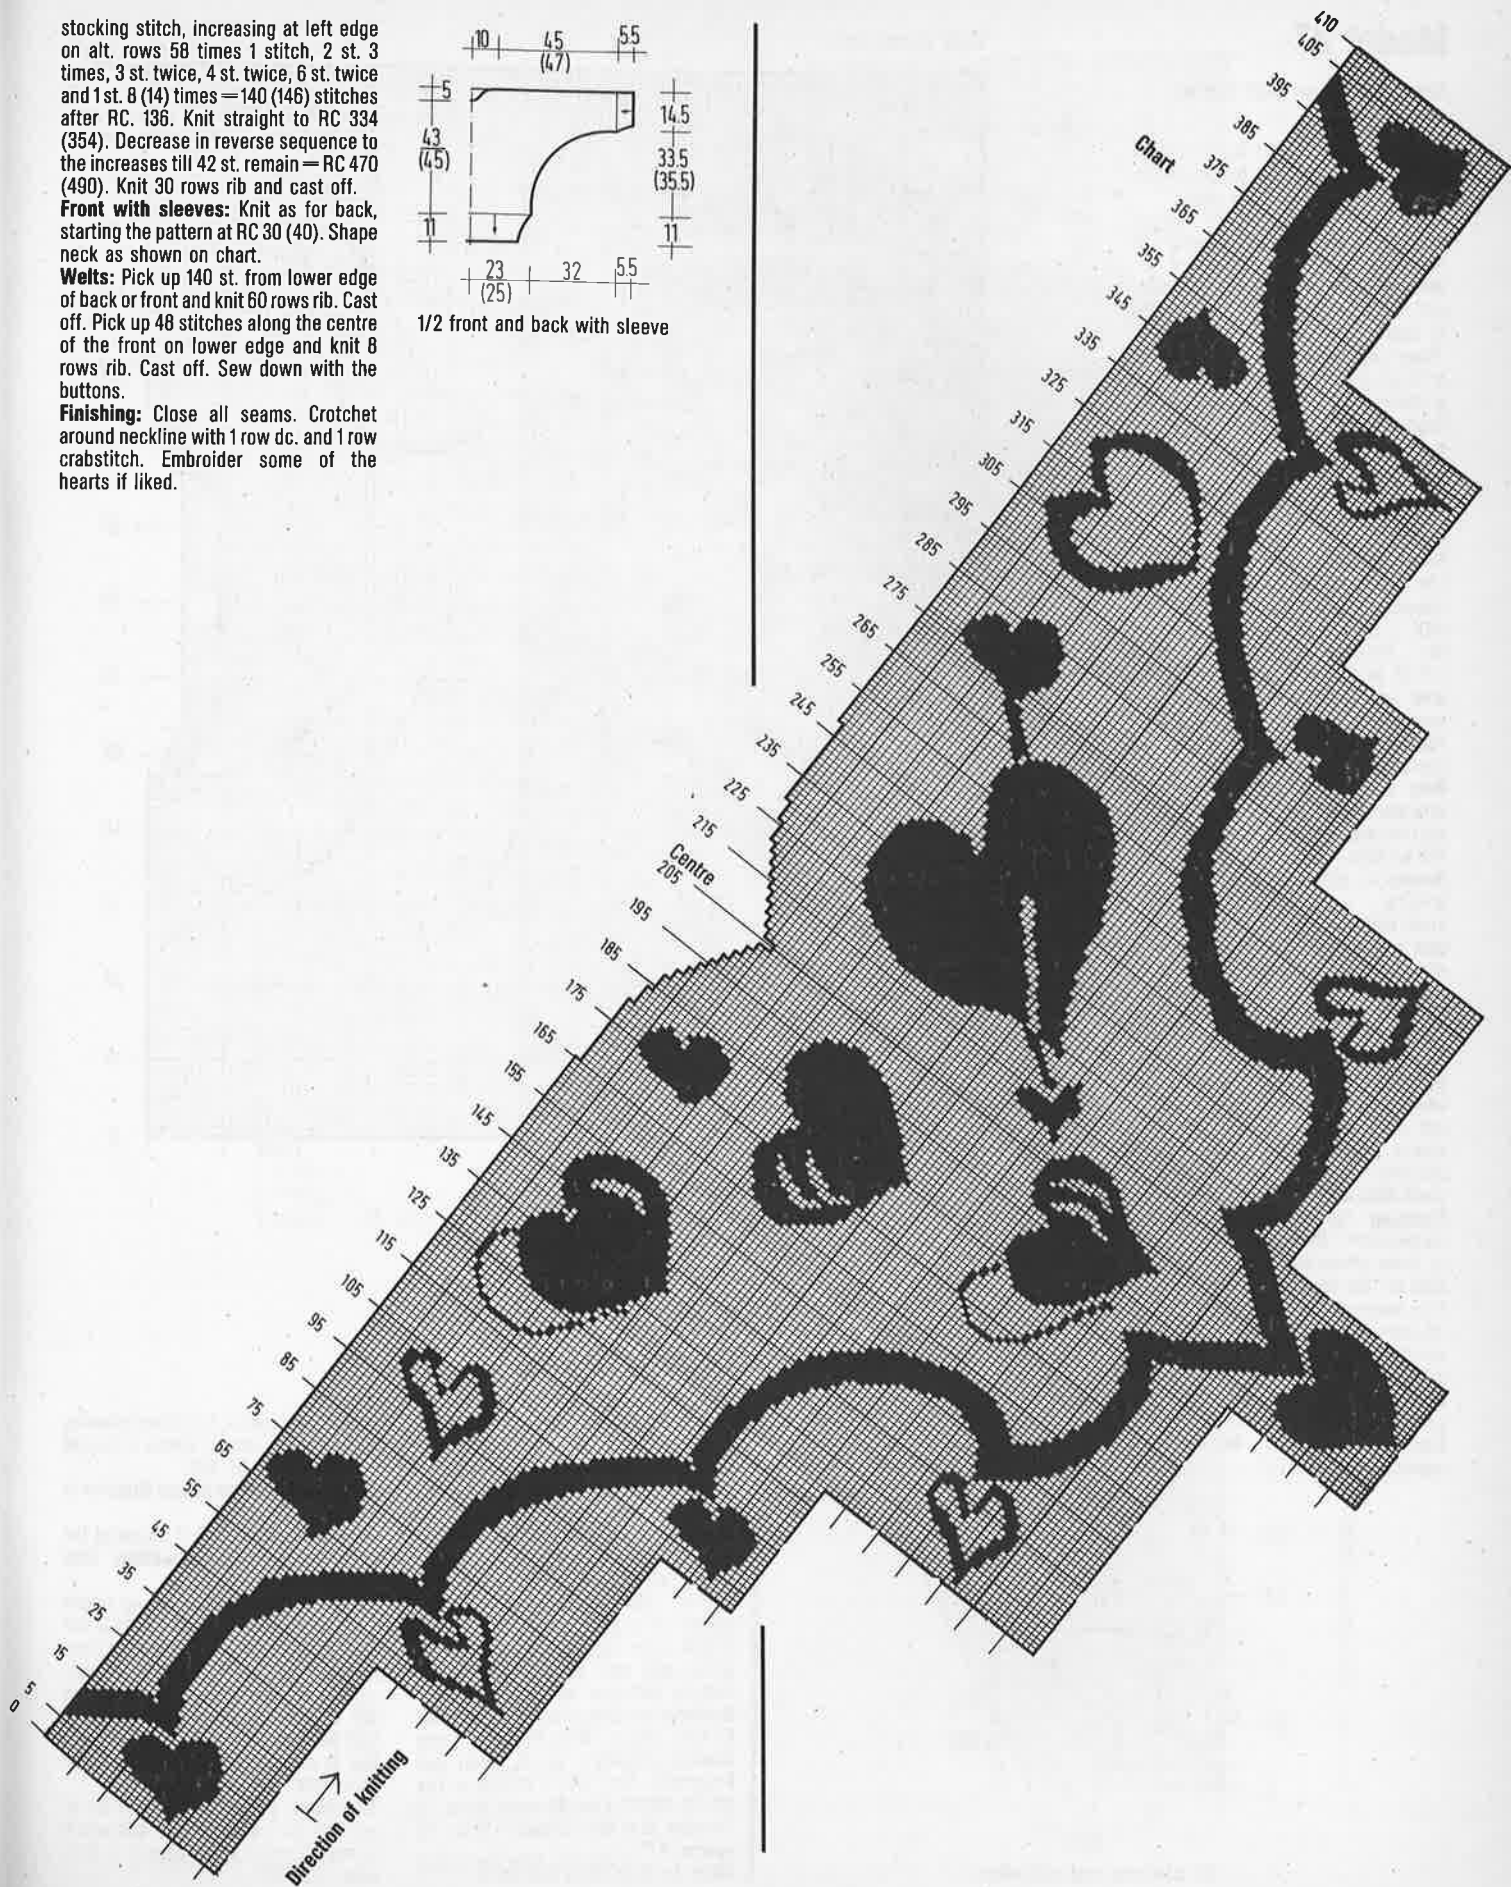 stocking stitch, increasing at left edge
on alt. rows 58 times 1 stitch, 2 st. 3
times, 3 st. twice, 4 st. twice, 6 st. twice
and 1 st. 8 (14) times = 140 (146) stitches
after RC. 136. Knit straight to RC 334
(354). Decrease in reverse sequence to
the increases till 42 st. remain = RC 470
(490). Knit 30 rows rib and cast off.
Front with sleeves: Knit as for back,
starting the pattern at RC 30 (40). Shape
neck as shown on chart.
Welts: Pick up 140 st. from lower edge
of back or front and knit 60 rows rib. Cast
off. Pick up 48 stitches along the centre
of the front on lower edge and knit 8
rows rib. Cast off. Sew down with the
buttons.
Finishing: Close all seams. Crotchet
around neckline with 1 row dc. and 1 row
crabstitch. Embroider some of the
hearts if liked.
10 45 5.5
(47)
5
43
(45)
11
14.5
33.5
(35.5)
11
23 32 5.5
(25)
1/2 front and back with sleeve
410
405
395
385
Chart
375
365
355
345
335
325
315
305
295
285
275
265
255
245
235
225
215
Centre
205
195
185
175
165
155
145
135
125
115
105
95
85
75
65
55
45
35
25
15
5
0
Direction of knitting